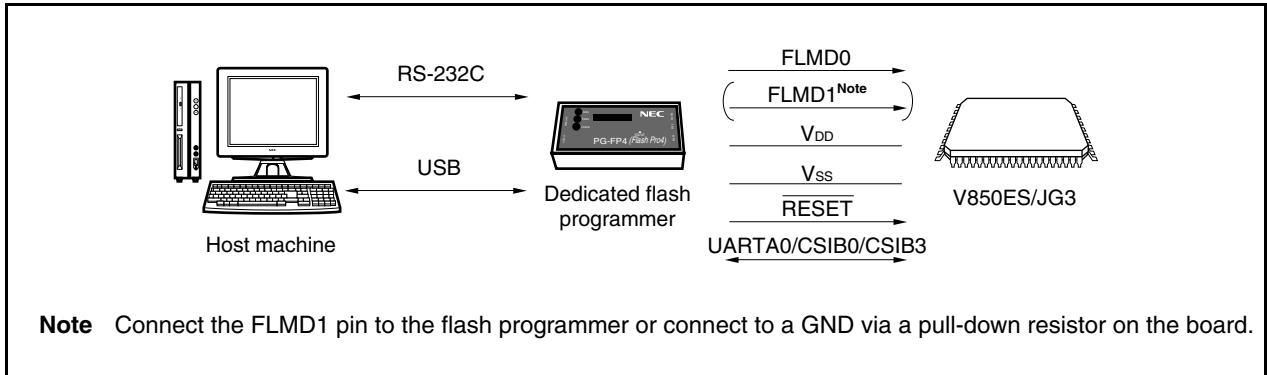 RS-232C
USB
Host machine
NEC
PG-FP4 (Flash Pro4)
Dedicated flash
programmer
FLMD0
FLMD1Note
VDD
VSS
RESET
UARTA0/CSIB0/CSIB3
V850ES/JG3
Note Connect the FLMD1 pin to the flash programmer or connect to a GND via a pull-down resistor on the board.